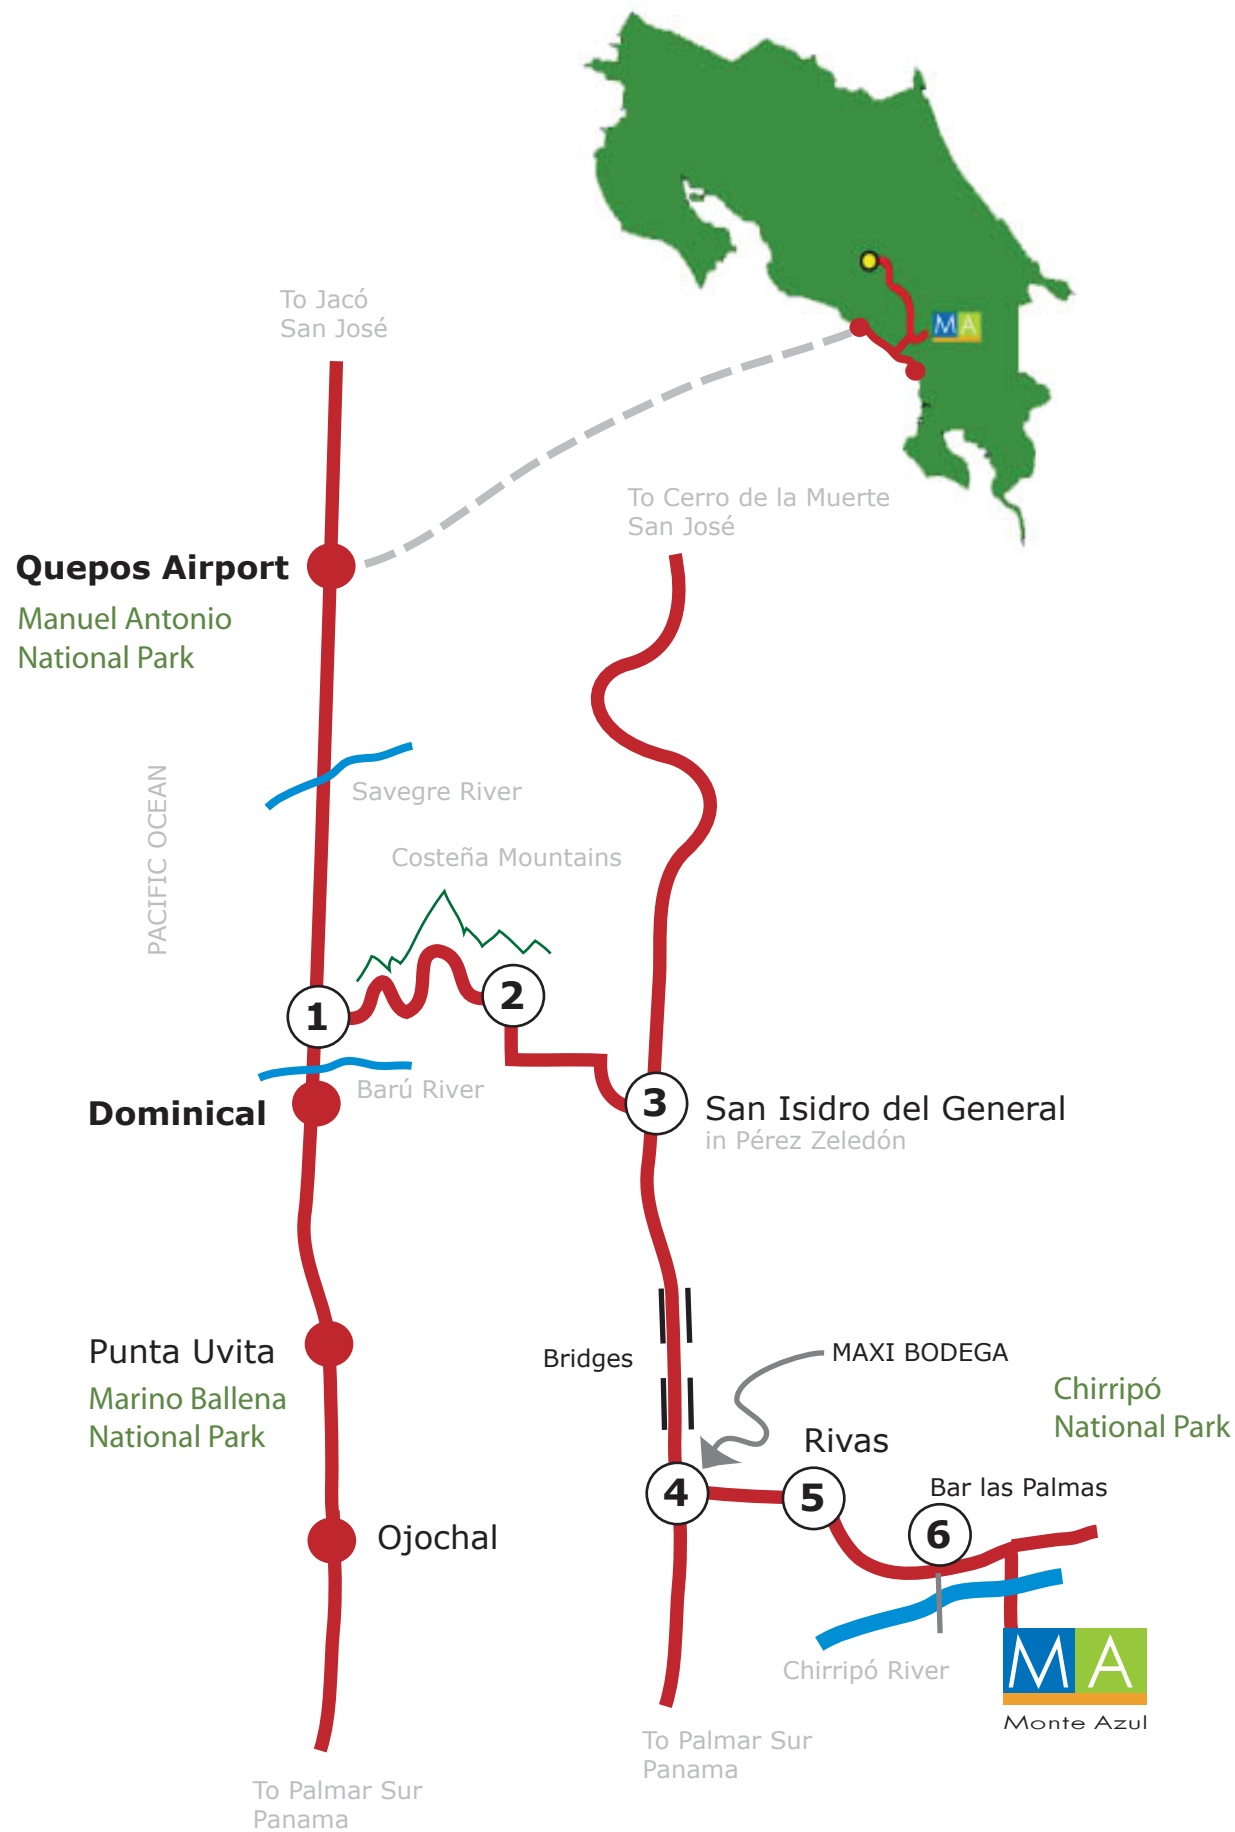 MA
To Jacó
San José
To Cerro de la Muerte
San José
Quepos Airport
Manuel Antonio
National Park
PACIFIC OCEAN
Savegre River
Costeña Mountains
1
2
Barú River
Dominical
3
San Isidro del General
in Pérez Zeledón
Punta Uvita
Marino Ballena
National Park
Bridges
MAXI BODEGA
Chirripó
National Park
Rivas
4
5
Bar las Palmas
6
Ojochal
Chirripó River
MA
Monte Azul
To Palmar Sur
Panama
To Palmar Sur
Panama